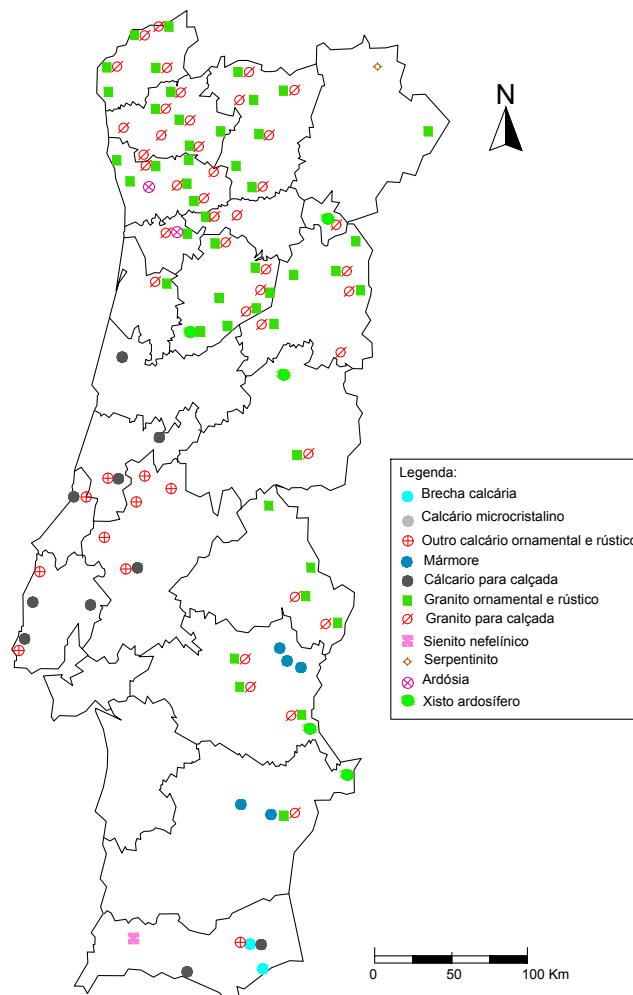 N
Legenda:
Brecha calcária
Calcário microcristalino
Outro calcário ornamental e rústico
Mármore
Cálcario para calçada
Granito ornamental e rústico
Granito para calçada
Sienito nefelínico
Serpentinito
Ardósia
Xisto ardosífero
0 50 100 Km